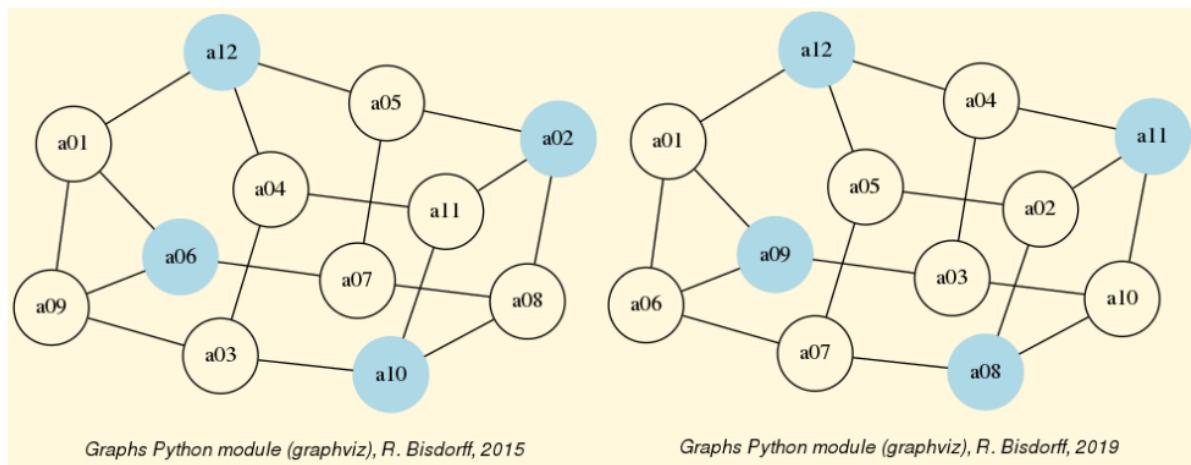 a12
a05
a02
a01
a04
a11
a06
a07
a08
a09
a03
a10
Graphs Python module (graphviz), R. Bisdorff, 2015
a12
a04
a11
a01
a05
a02
a09
a03
a10
a06
a07
a08
Graphs Python module (graphviz), R. Bisdorff, 2019